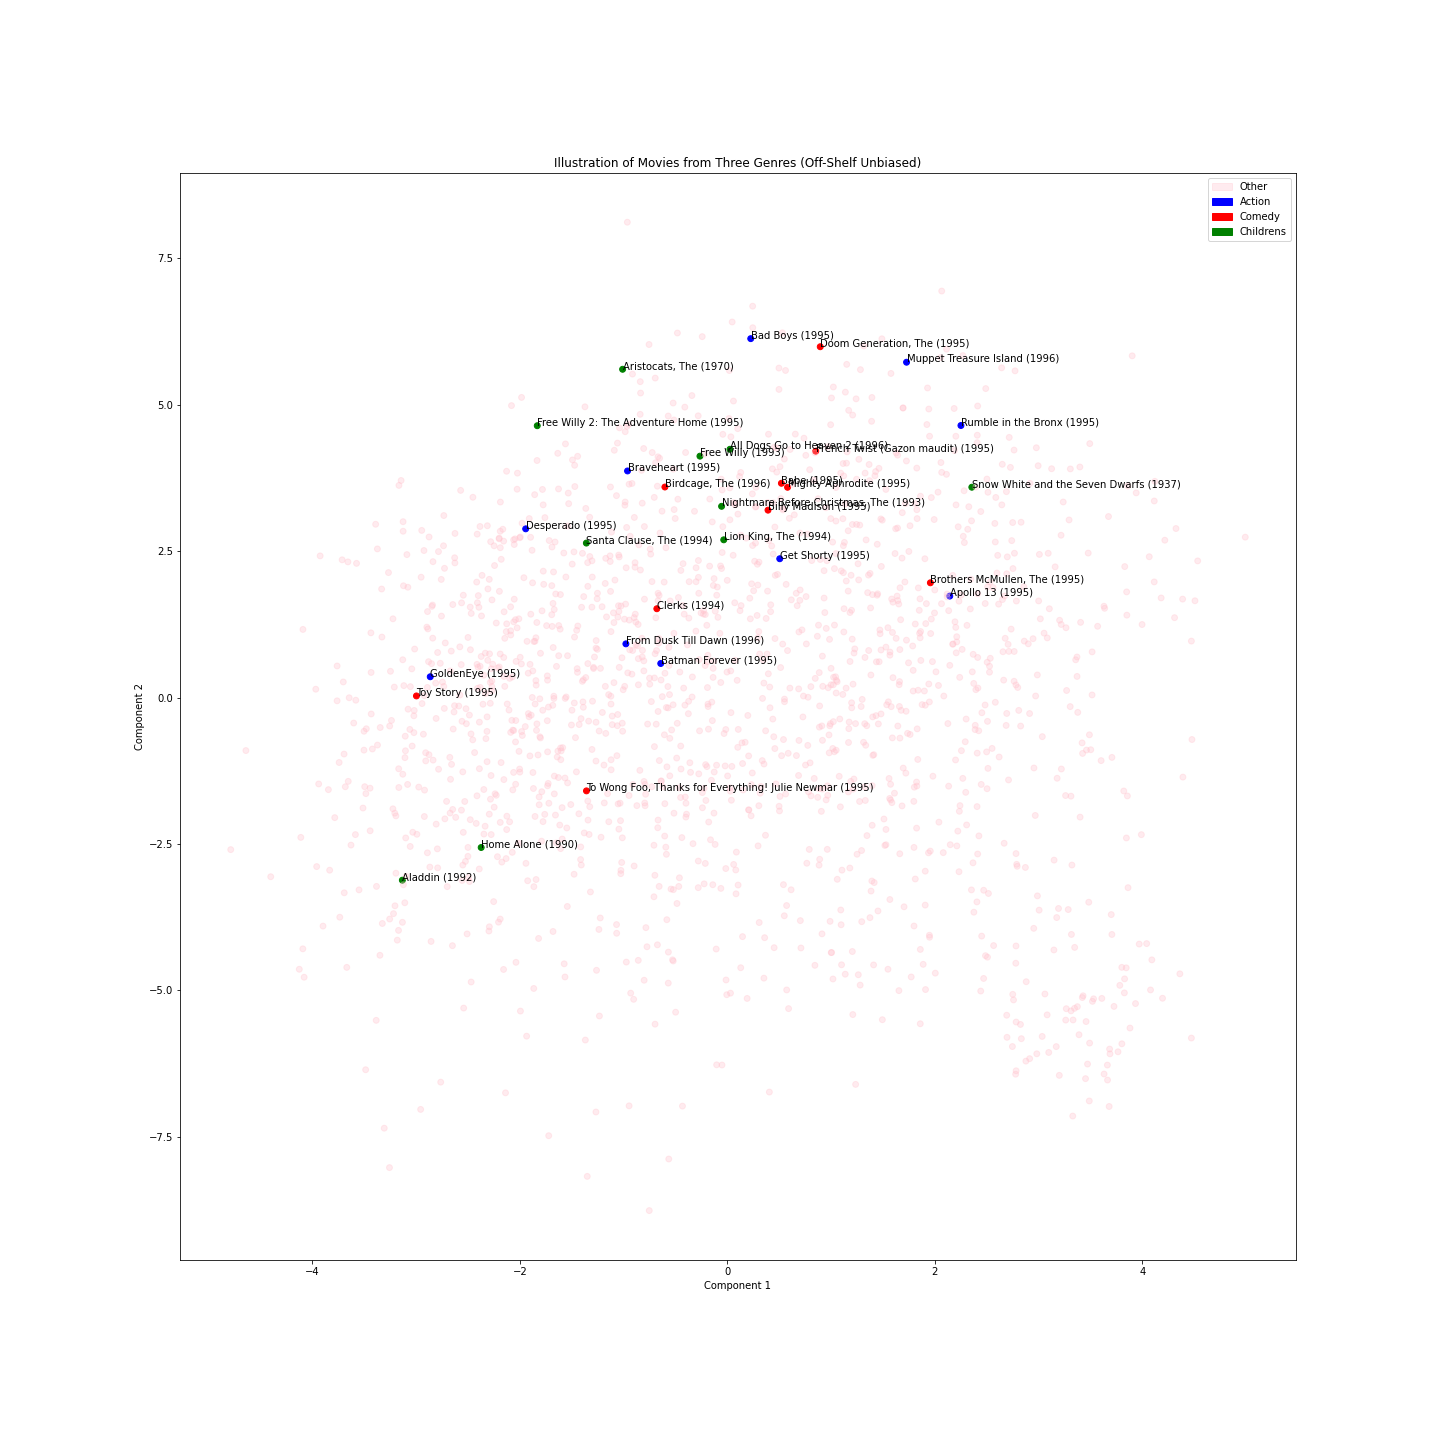 Illustration of Movies from Three Genres (Off-Shelf Unbiased)
Other
Action
Comedy
Childrens
7.5
5.0
2.5
0.0
−2.5
−5.0
−7.5
Component 2
Bad Boys (1995)
Doom Generation, The (1995)
Muppet Treasure Island (1996)
Aristocats, The (1970)
Free Willy 2: The Adventure Home (1995)
Rumble in the Bronx (1995)
All Dogs Go to Heaven 2 (1996)
French Twist (Gazon maudit) (1995)
Free Willy (1993)
Braveheart (1995)
Babe (1995)
Birdcage, The (1996)
Mighty Aphrodite (1995)
Snow White and the Seven Dwarfs (1937)
Nightmare Before Christmas, The (1993)
Billy Madison (1995)
Desperado (1995)
Lion King, The (1994)
Santa Clause, The (1994)
Get Shorty (1995)
Brothers McMullen, The (1995)
Apollo 13 (1995)
Clerks (1994)
From Dusk Till Dawn (1996)
Batman Forever (1995)
GoldenEye (1995)
Toy Story (1995)
To Wong Foo, Thanks for Everything! Julie Newmar (1995)
Home Alone (1990)
Aladdin (1992)
−4
−2
0
2
4
Component 1